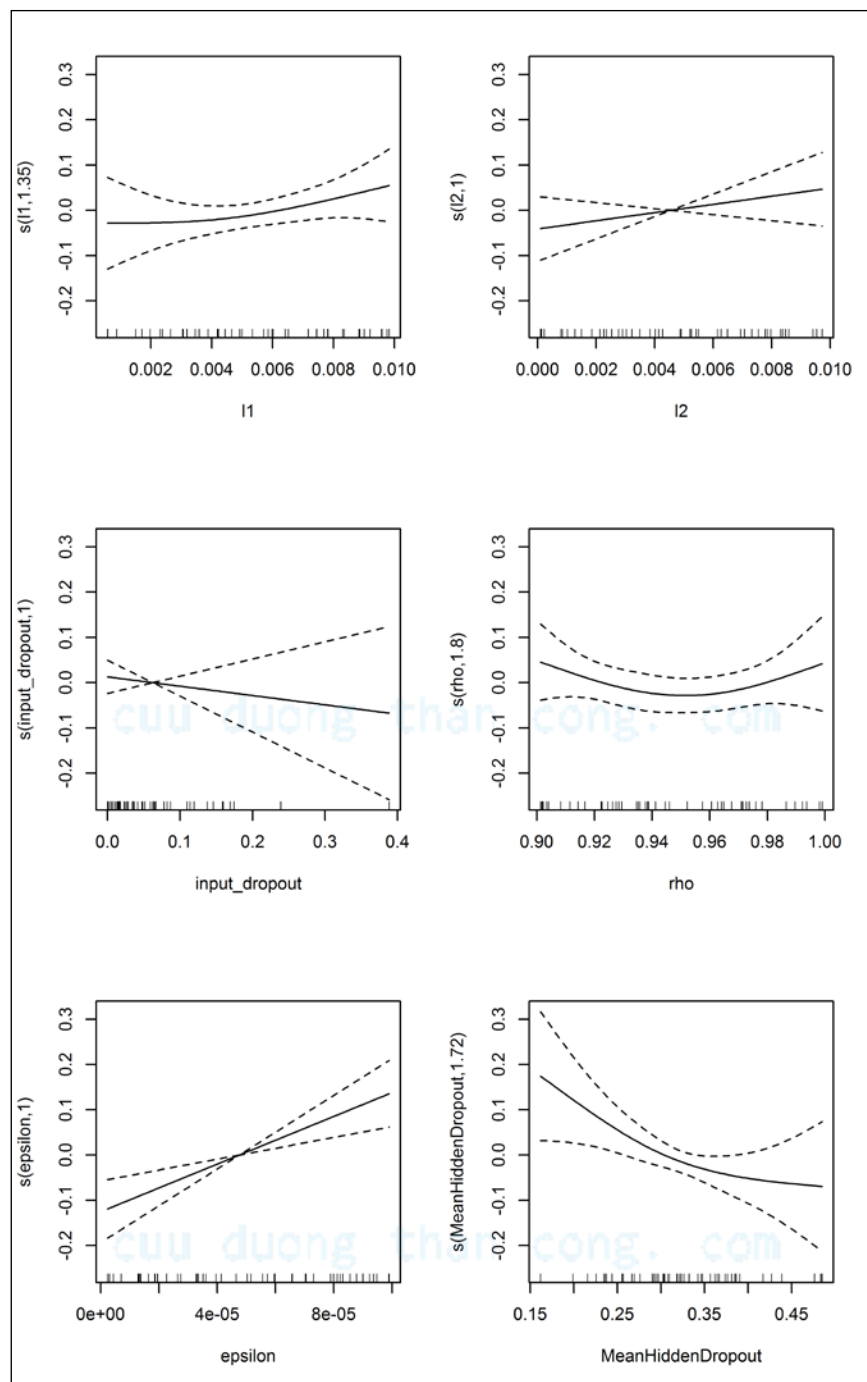 s(l1,1.35)
0.3
0.2
0.1
0.0
-0.1
-0.2
0.002 0.004 0.006 0.008 0.010
l1
s(l2,1)
0.3
0.2
0.1
0.0
-0.1
-0.2
0.000 0.002 0.004 0.006 0.008 0.010
l2
s(input_dropout,1)
0.3
0.2
0.1
0.0
-0.1
-0.2
0.0 0.1 0.2 0.3 0.4
input_dropout
s(rho,1.8)
0.3
0.2
0.1
0.0
-0.1
-0.2
0.90 0.92 0.94 0.96 0.98 1.00
rho
cuu duong than cong. com
s(epsilon,1)
0.3
0.2
0.1
0.0
-0.1
-0.2
0e+00 4e-05 8e-05
epsilon
s(MeanHiddenDropout,1.72)
0.3
0.2
0.1
0.0
-0.1
-0.2
0.15 0.25 0.35 0.45
MeanHiddenDropout
cuu duong than cong. com